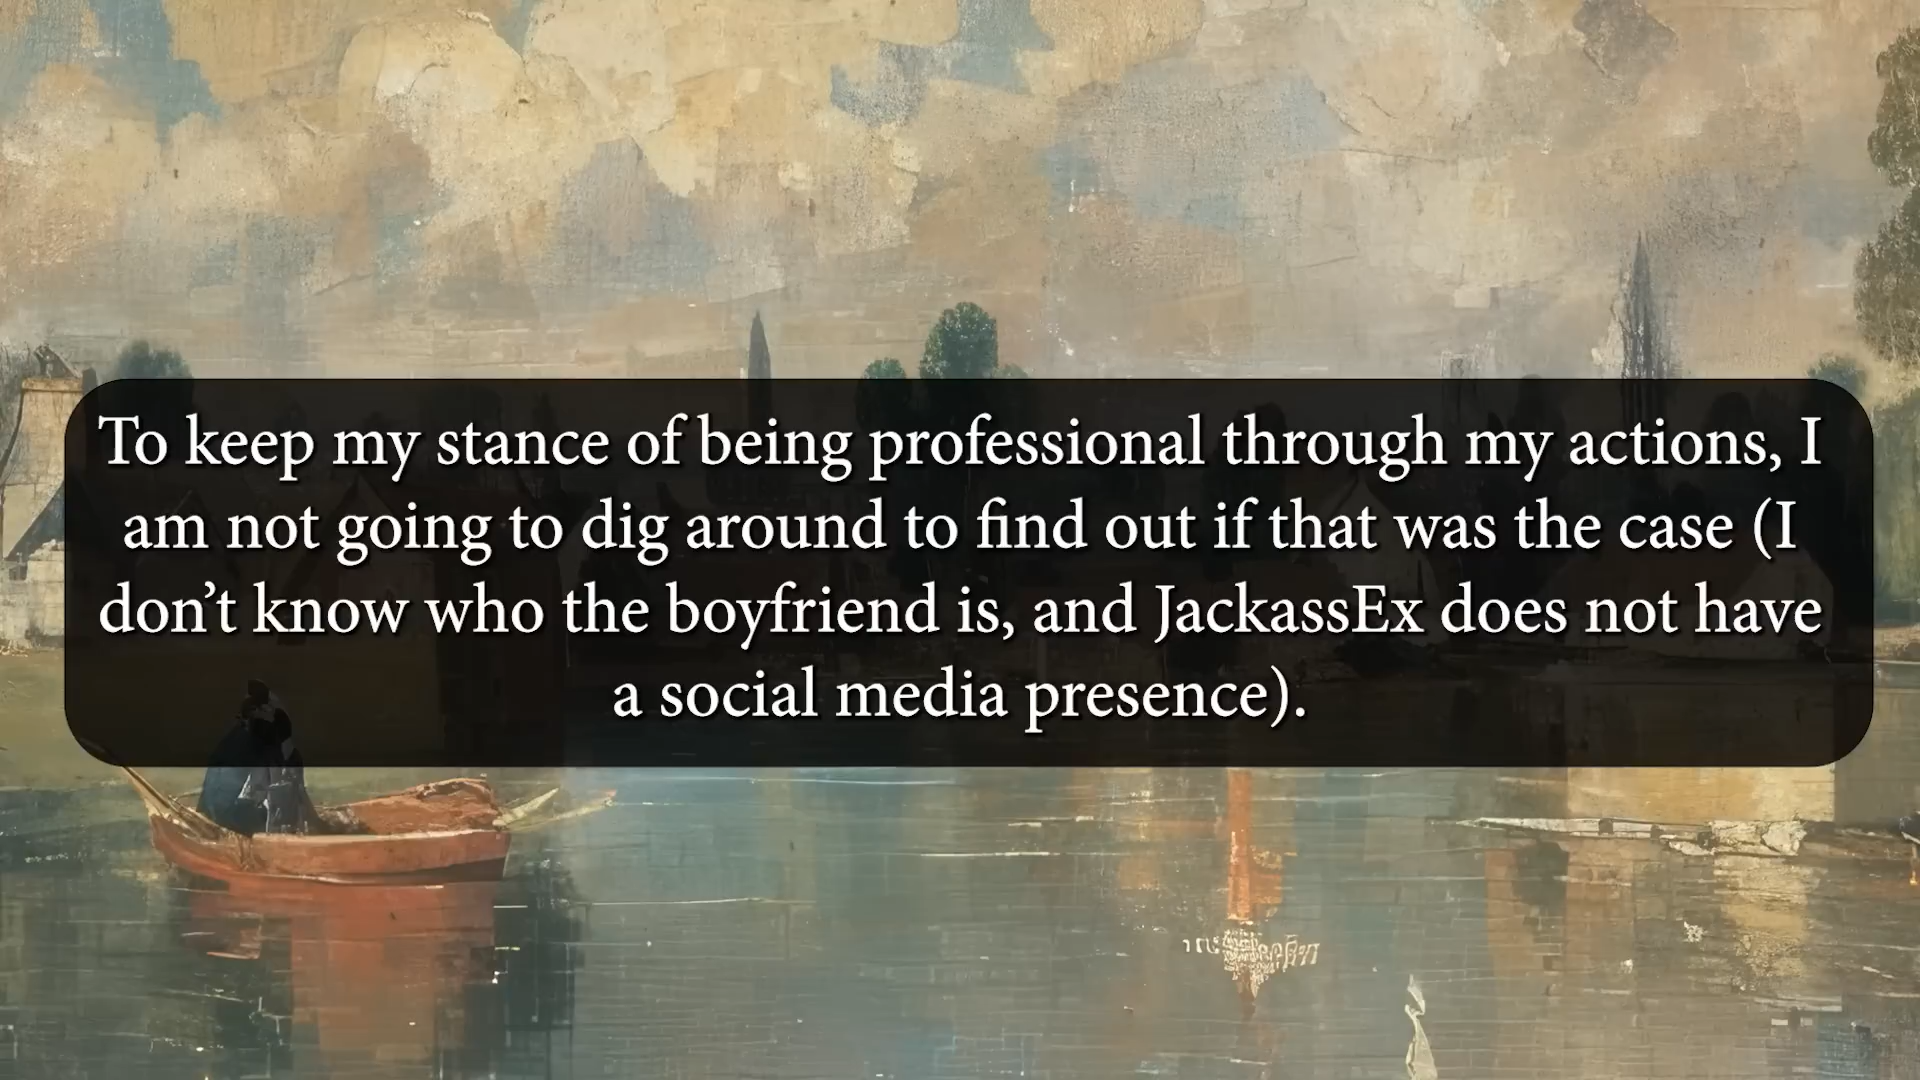 To keep my stance of being professional through my actions, I
am not going to dig around to find out if that was the case (I
don’t know who the boyfriend is, and JackassEx does not have
a social media presence).